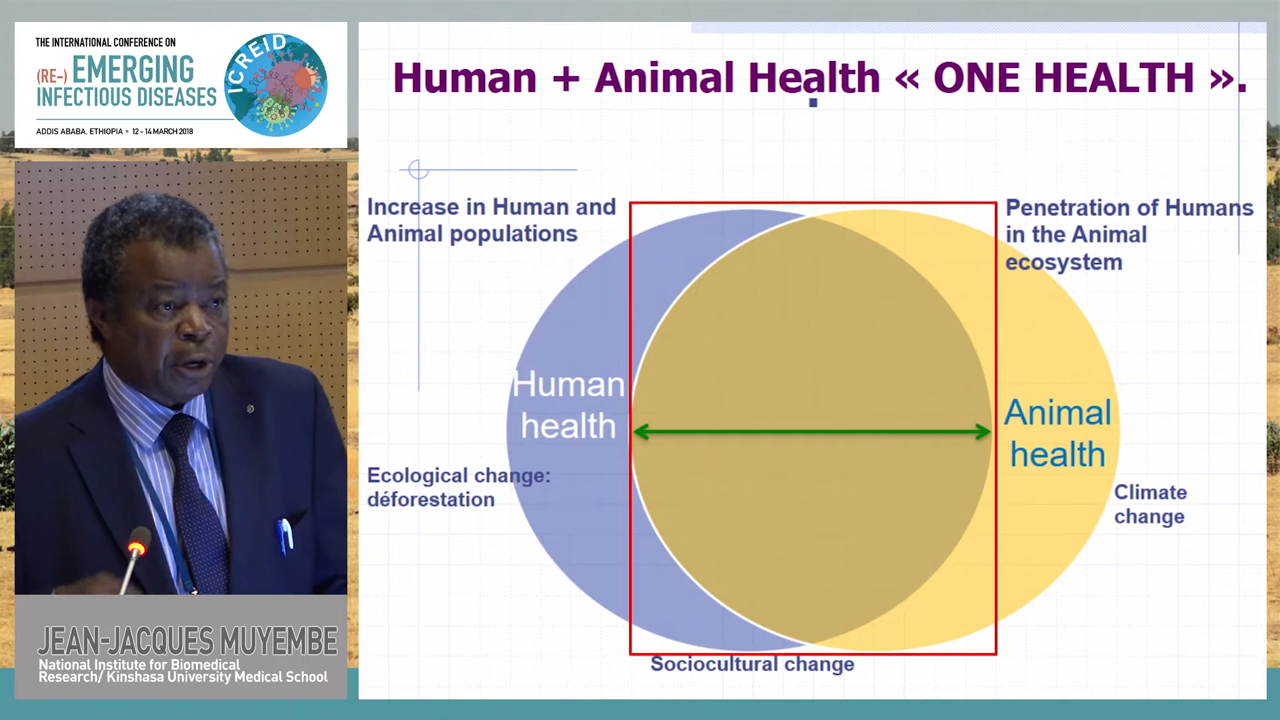 THE INTERNATIONAL CONFERENCE ON
(RE-) EMERGING
INFECTIOUS DISEASES
ADDIS ABABA, ETHIOPIA • 12 - 14 MARCH 2018
ICREID
Human + Animal Health « ONE HEALTH ».
Increase in Human and
Animal populations
Penetration of Humans
in the Animal
ecosystem
Human
health
Animal
health
Ecological change:
déforestation
Climate
change
Sociocultural change
JEAN-JACQUES MUYEMBE
National Institute for Biomedical
Research/ Kinshasa University Medical School